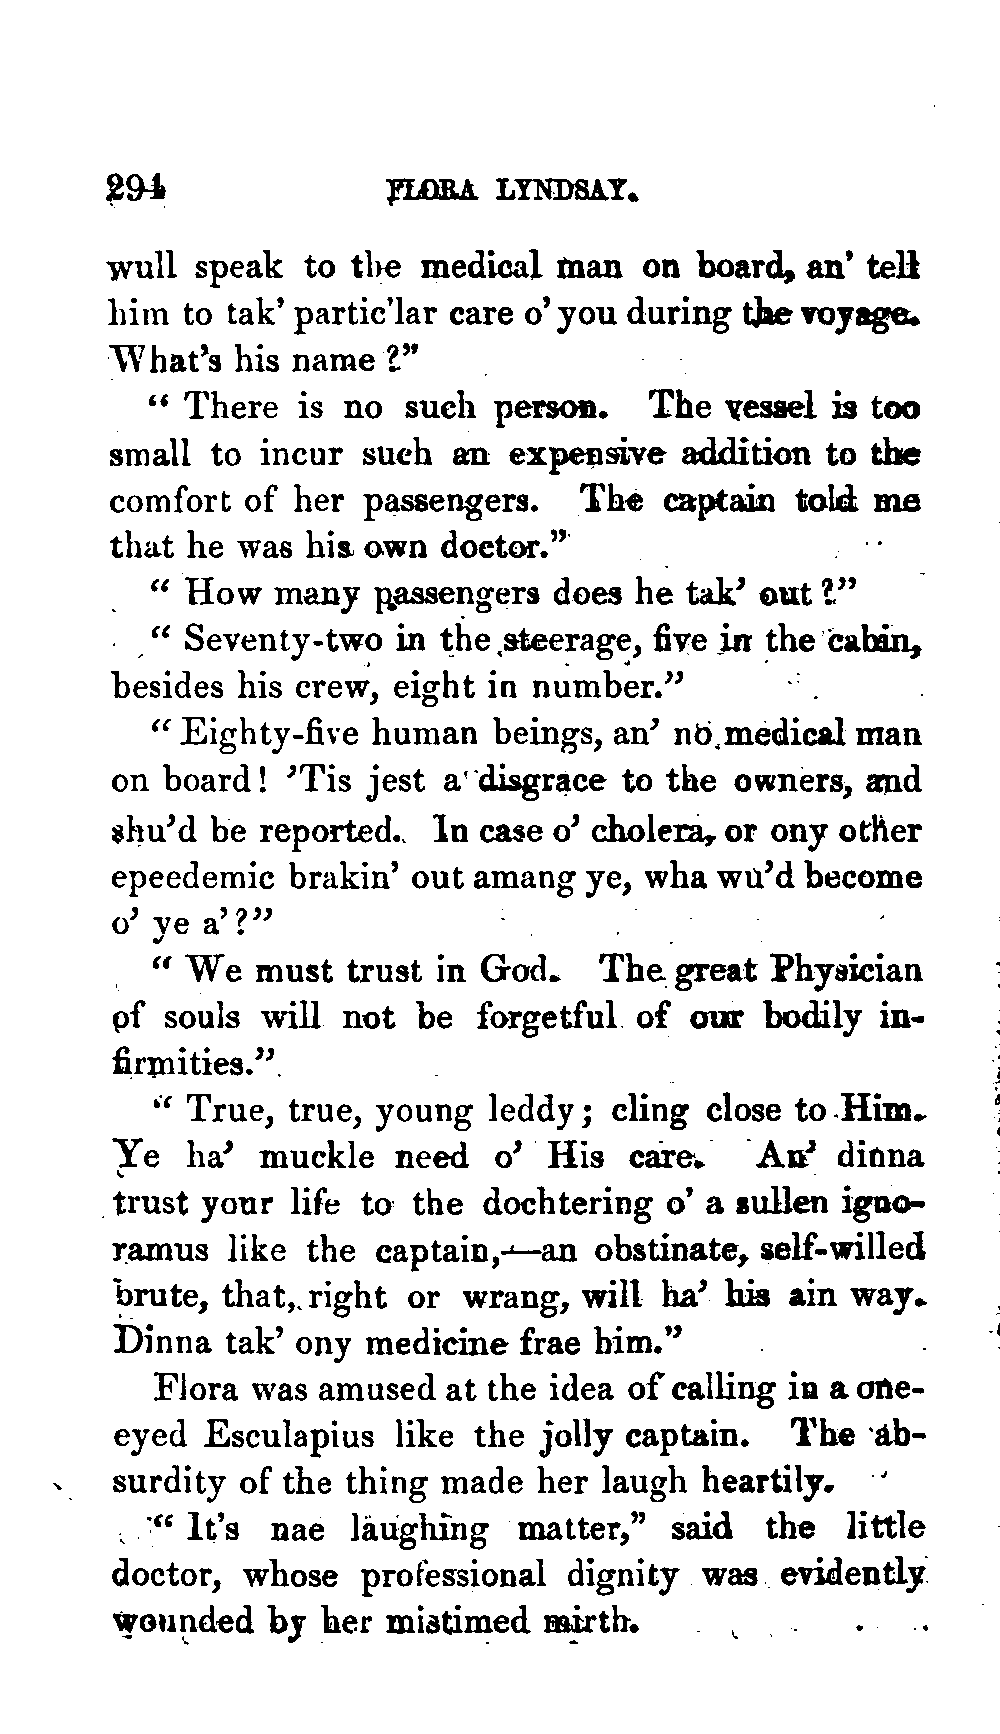 294 FLORA LYNDSAY.
wull speak to the medical man on board, an' tell
him to tak' partic'lar care o' you during the voyage.
What's his name?"
" There is no such person. The vessel is too
small to incur such an expensive addition to the
comfort of her passengers. The captain told me
that he was his own doctor."
" How many passengers does he tak' out?"
" Seventy-two in the steerage, five in the cabin,
besides his crew, eight in number."
" Eighty-five human beings, an' no medical man
on board! 'Tis jest a' disgrace to the owners, and
shu'd be reported. In case o' cholera, or ony other
epeedemic brakin' out amang ye, wha wu'd become
o' ye a'?"
" We must trust in God. The great Physician
of souls will not be forgetful of our bodily in-
firmities."
" True, true, young leddy; cling close to Him.
Ye ha' muckle need o' His care. An' dinna
trust your life to the dochtering o' a sullen igno-
ramus like the captain,—an obstinate, self-willed
brute, that, right or wrang, will ha' his ain way.
Dinna tak' ony medicine frae him."
Flora was amused at the idea of calling in a one-
eyed Esculapius like the jolly captain. The ab-
surdity of the thing made her laugh heartily.
" It's nae laughing matter," said the little
doctor, whose professional dignity was evidently
wounded by her mistimed mirth.